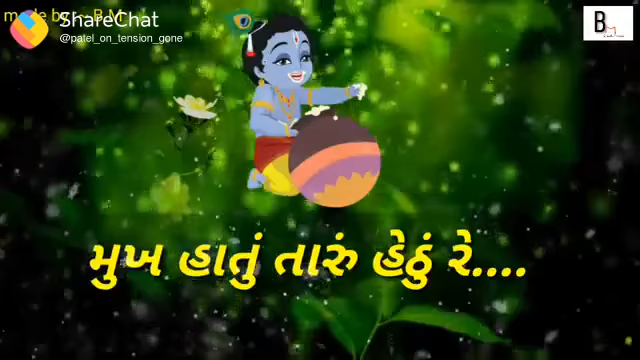 ShareChat
@patel_on_tension_gone
B
મુખ હાતું તારું હેઠું રે....